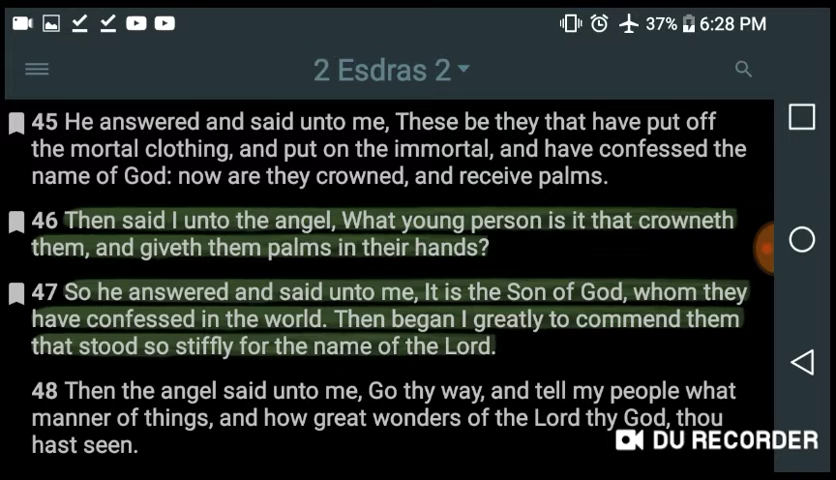 37% 6:28 PM
2 Esdras 2
45 He answered and said unto me, These be they that have put off
the mortal clothing, and put on the immortal, and have confessed the
name of God: now are they crowned, and receive palms.
46 Then said I unto the angel, What young person is it that crowneth
them, and giveth them palms in their hands?
47 So he answered and said unto me, It is the Son of God, whom they
have confessed in the world. Then began I greatly to commend them
that stood so stiffly for the name of the Lord.
48 Then the angel said unto me, Go thy way, and tell my people what
manner of things, and how great wonders of the Lord thy God, thou
hast seen.
DU RECORDER